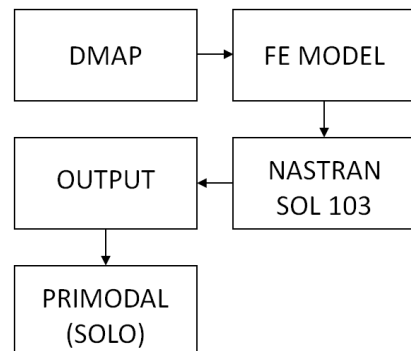 DMAP
FE MODEL
NASTRAN
SOL 103
OUTPUT
PRIMODAL
(SOLO)